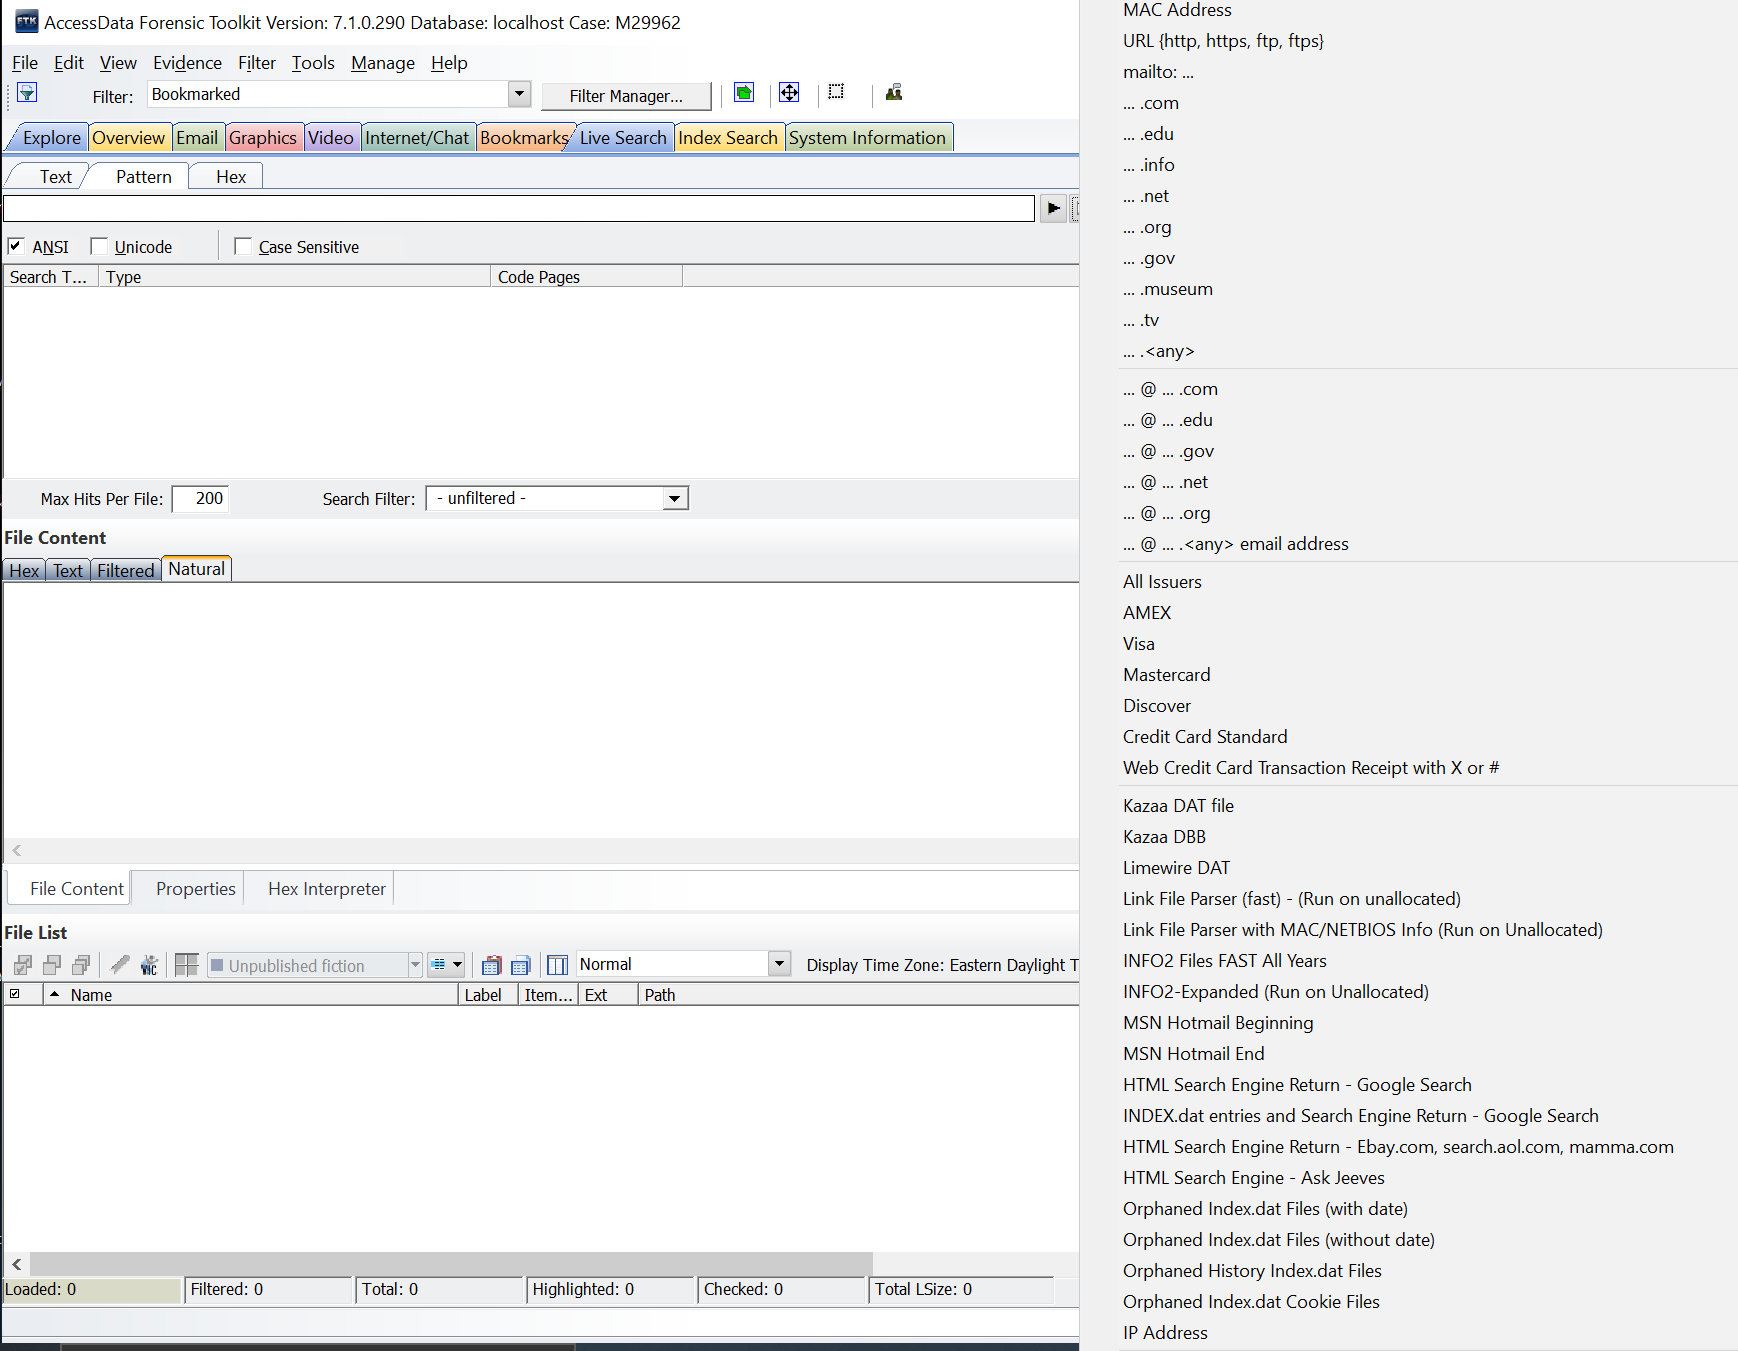 AccessData Forensic Toolkit Version: 7.1.0.290 Database: localhost Case: M29962
File Edit View Evidence Filter Tools Manage Help
Filter: Bookmarked Filter Manager...
Explore Overview Email Graphics Video Internet/Chat Bookmarks Live Search Index Search System Information
Text Pattern Hex
ANSI Unicode Case Sensitive
Search T... Type Code Pages
Max Hits Per File: 200 Search Filter: - unfiltered -
File Content
Hex Text Filtered Natural
File Content Properties Hex Interpreter
File List
Unpublished fiction Normal Display Time Zone: Eastern Daylight T
Name Label Item... Ext Path
Loaded: 0 Filtered: 0 Total: 0 Highlighted: 0 Checked: 0 Total LSize: 0
MAC Address
URL {http, https, ftp, ftps}
mailto: ...
... .com
... .edu
... .info
... .net
... .org
... .gov
... .museum
... .tv
... .<any>
... @ ... .com
... @ ... .edu
... @ ... .gov
... @ ... .net
... @ ... .org
... @ ... .<any> email address
All Issuers
AMEX
Visa
Mastercard
Discover
Credit Card Standard
Web Credit Card Transaction Receipt with X or #
Kazaa DAT file
Kazaa DBB
Limewire DAT
Link File Parser (fast) - (Run on unallocated)
Link File Parser with MAC/NETBIOS Info (Run on Unallocated)
INFO2 Files FAST All Years
INFO2-Expanded (Run on Unallocated)
MSN Hotmail Beginning
MSN Hotmail End
HTML Search Engine Return - Google Search
INDEX.dat entries and Search Engine Return - Google Search
HTML Search Engine Return - Ebay.com, search.aol.com, mamma.com
HTML Search Engine - Ask Jeeves
Orphaned Index.dat Files (with date)
Orphaned Index.dat Files (without date)
Orphaned History Index.dat Files
Orphaned Index.dat Cookie Files
IP Address